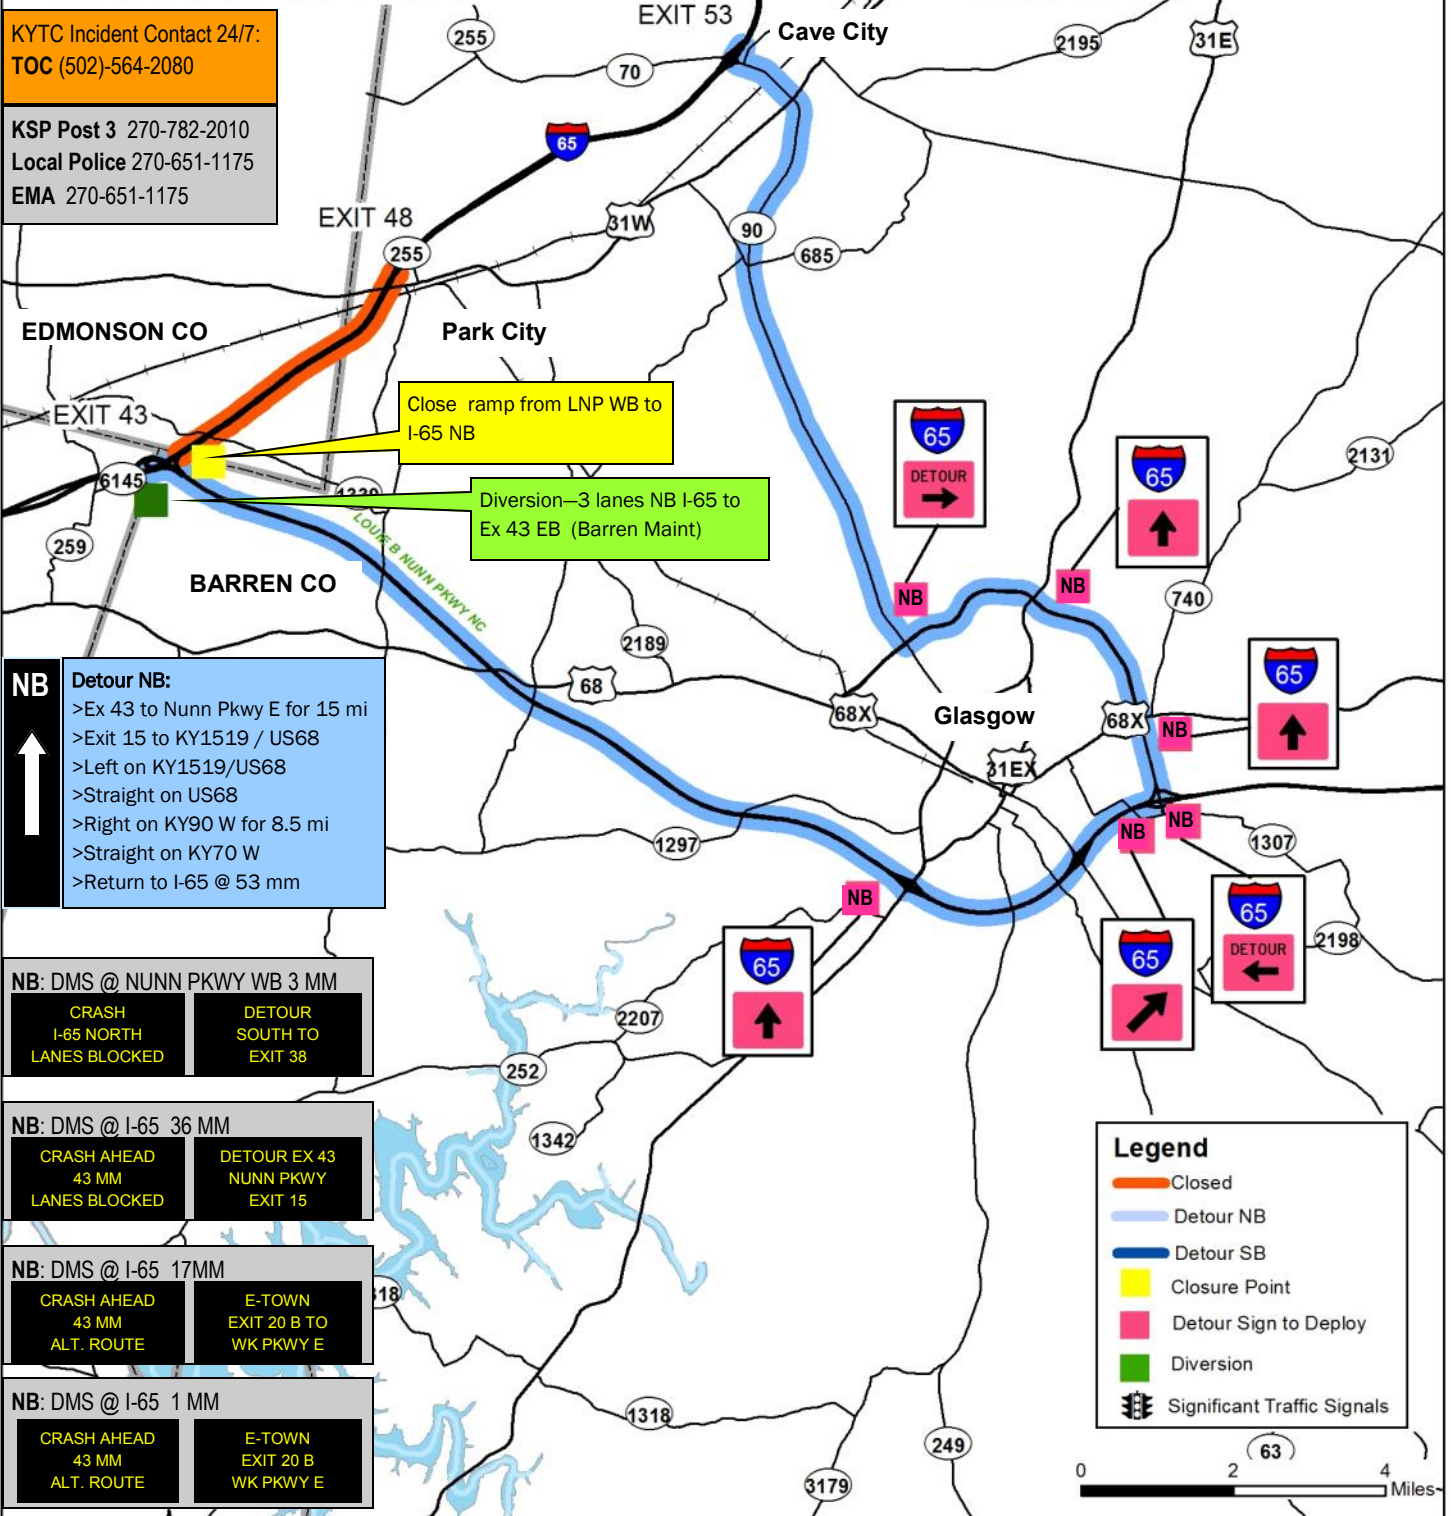 KYTC Incident Contact 24/7:
TOC (502)-564-2080
KSP Post 3 270-782-2010
Local Police 270-651-1175
EMA 270-651-1175
EXIT 53
Cave City
255
70
2195
31E
65
EXIT 48
255
31W
90
685
EDMONSON CO
Park City
EXIT 43
Close ramp from LNP WB to
I-65 NB
6145
Diversion—3 lanes NB I-65 to
Ex 43 EB (Barren Maint)
LOUIE B NUNN PKWY NC
259
BARREN CO
65
DETOUR
65
2131
NB
NB
740
2189
68
68X
Glasgow
68X
NB
65
31EX
NB
Detour NB:
>Ex 43 to Nunn Pkwy E for 15 mi
>Exit 15 to KY1519 / US68
>Left on KY1519/US68
>Straight on US68
>Right on KY90 W for 8.5 mi
>Straight on KY70 W
>Return to I-65 @ 53 mm
1297
NB
NB
1307
NB
65
65
65
DETOUR
2198
NB: DMS @ NUNN PKWY WB 3 MM
CRASH
I-65 NORTH
LANES BLOCKED
DETOUR
SOUTH TO
EXIT 38
2207
252
1342
NB: DMS @ I-65 36 MM
CRASH AHEAD
43 MM
LANES BLOCKED
DETOUR EX 43
NUNN PKWY
EXIT 15
NB: DMS @ I-65 17MM
CRASH AHEAD
43 MM
ALT. ROUTE
E-TOWN
EXIT 20 B TO
WK PKWY E
318
NB: DMS @ I-65 1 MM
CRASH AHEAD
43 MM
ALT. ROUTE
E-TOWN
EXIT 20 B
WK PKWY E
1318
249
3179
63
Legend
Closed
Detour NB
Detour SB
Closure Point
Detour Sign to Deploy
Diversion
Significant Traffic Signals
0 2 4
Miles